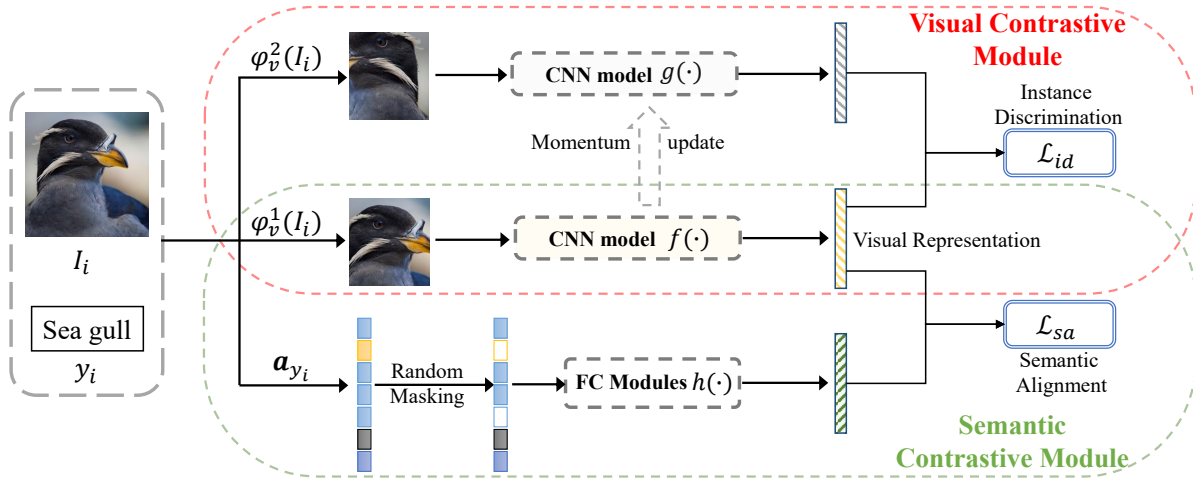 Visual Contrastive
Module
φ_v^2(I_i)
CNN model g(·)
Instance
Discrimination
ℒ_id
Momentum update
φ_v^1(I_i)
CNN model f(·)
Visual Representation
I_i
Sea gull
y_i
a_{y_i}
Random
Masking
FC Modules h(·)
ℒ_sa
Semantic
Alignment
Semantic
Contrastive Module